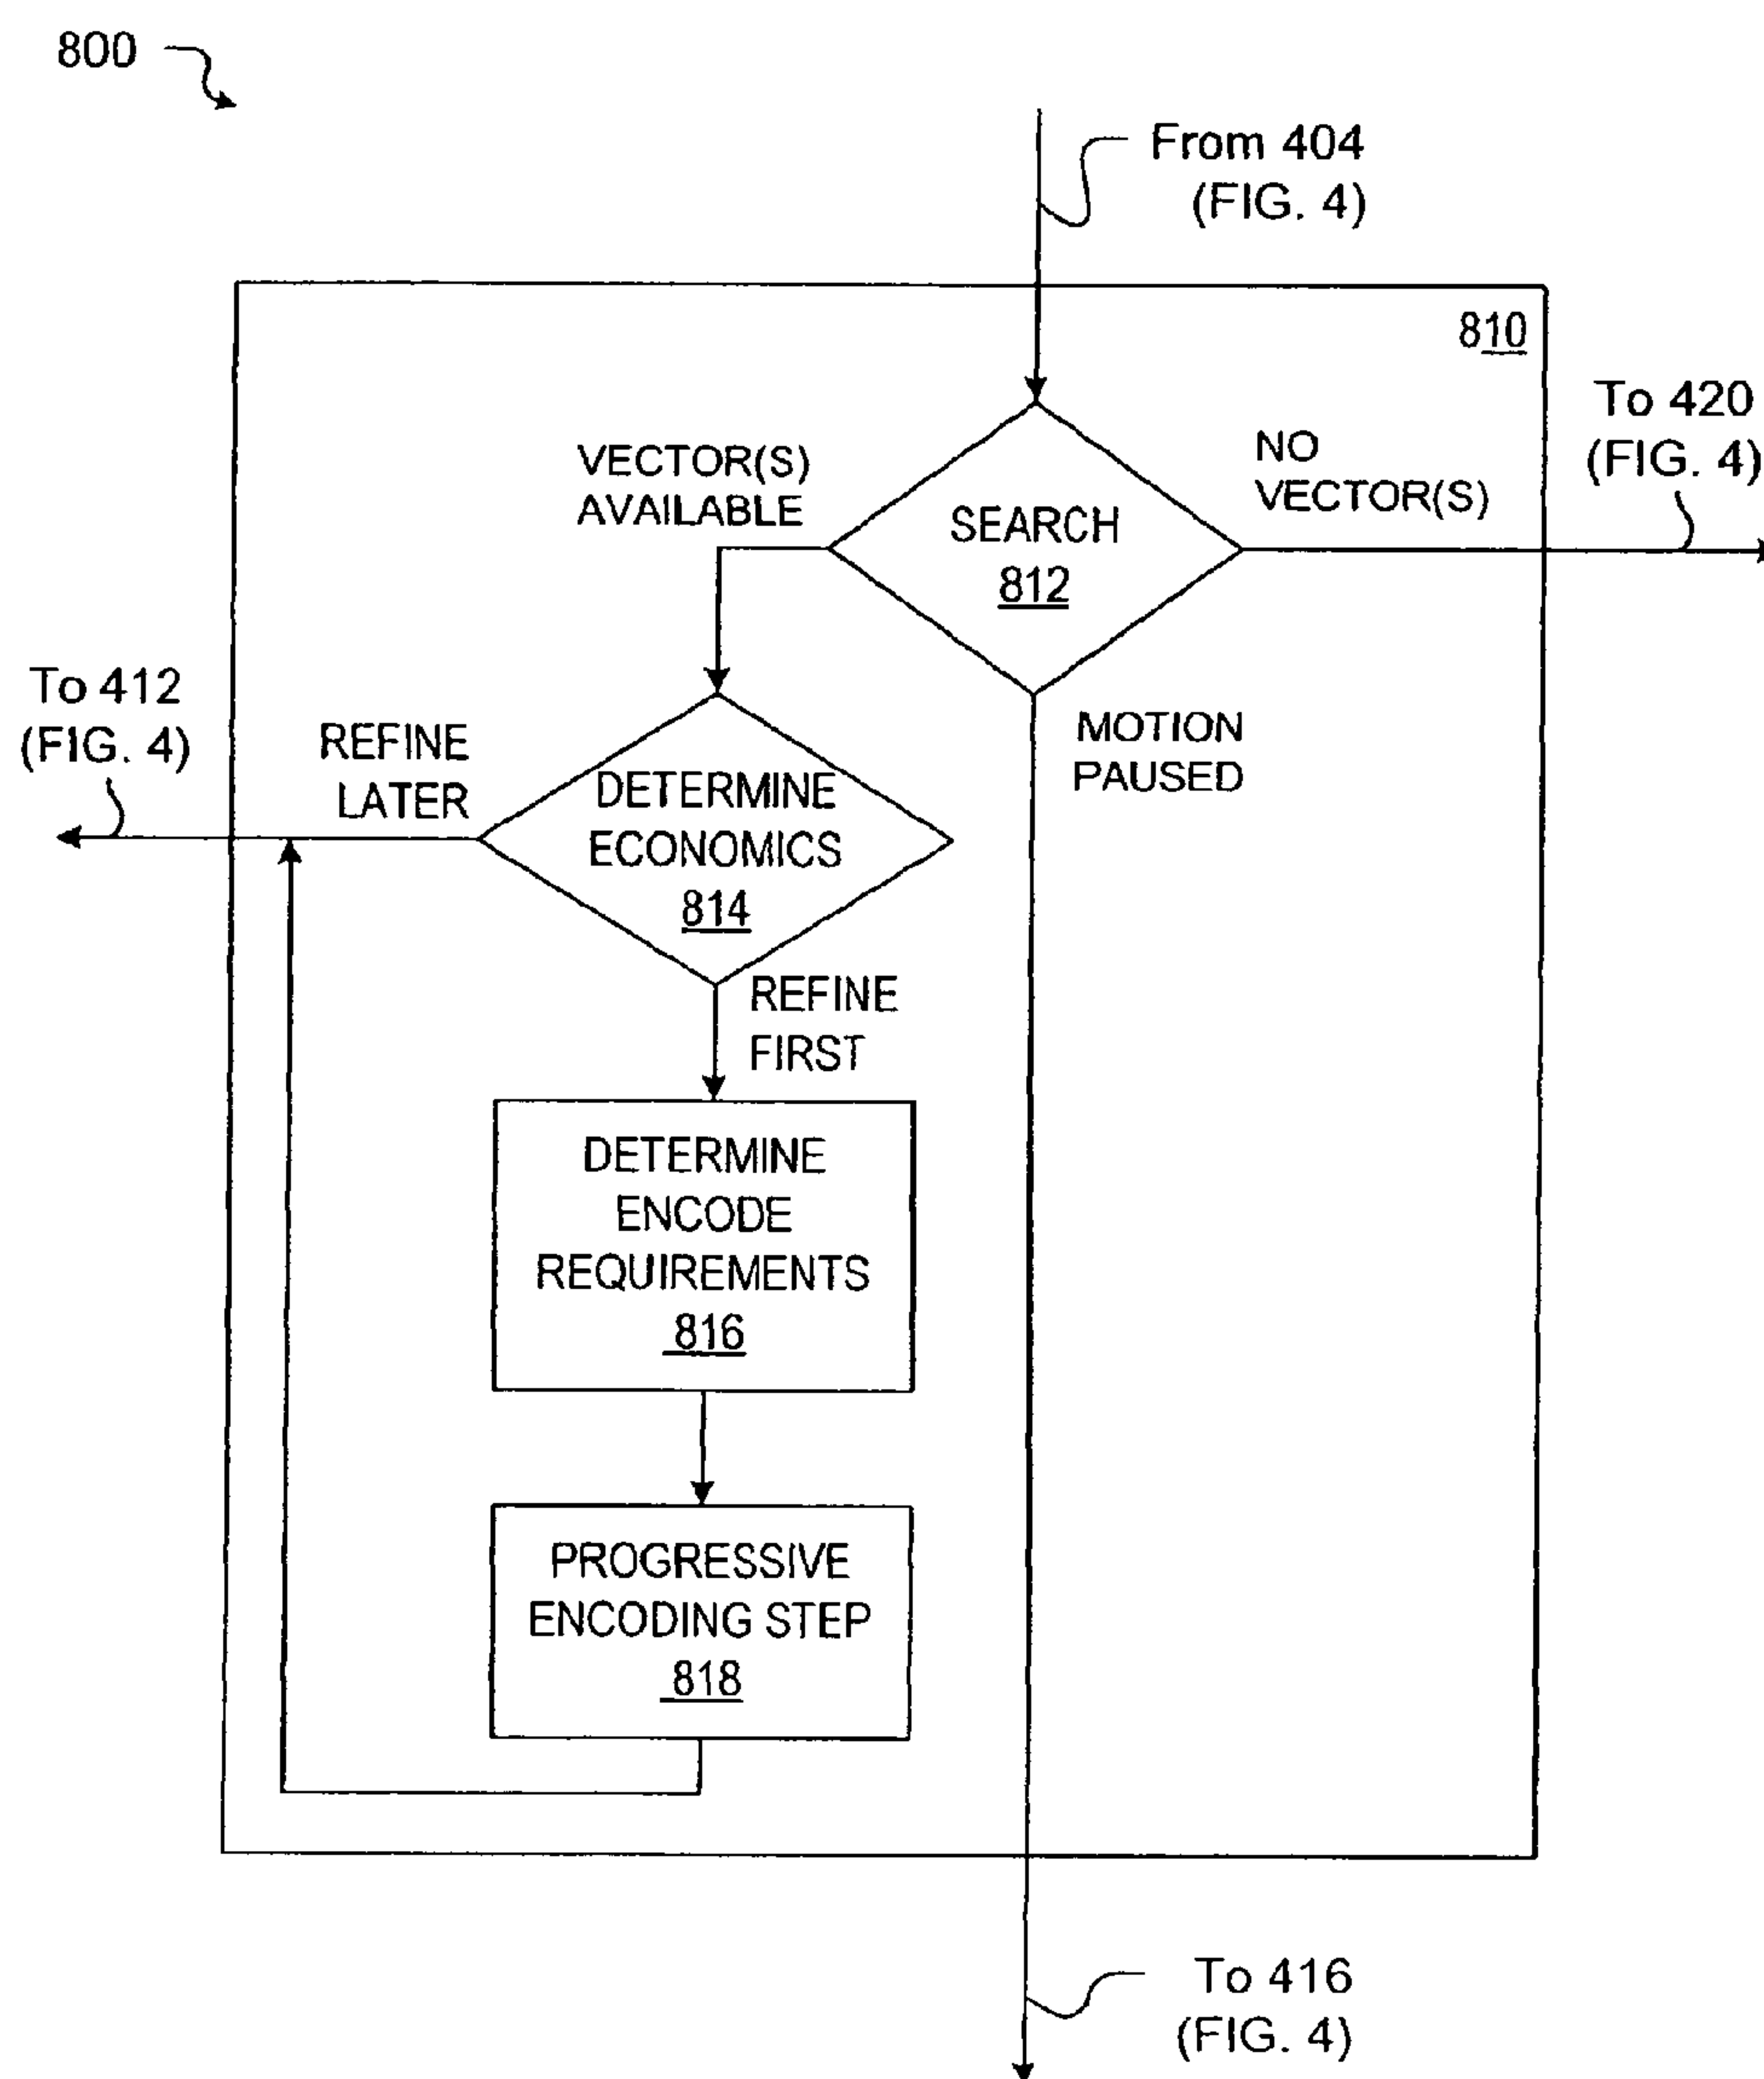 800
From 404
(FIG. 4)
810
To 420
(FIG. 4)
VECTOR(S)
AVAILABLE
NO
VECTOR(S)
SEARCH
812
To 412
(FIG. 4)
REFINE
LATER
MOTION
PAUSED
DETERMINE
ECONOMICS
814
REFINE
FIRST
DETERMINE
ENCODE
REQUIREMENTS
816
PROGRESSIVE
ENCODING STEP
818
To 416
(FIG. 4)